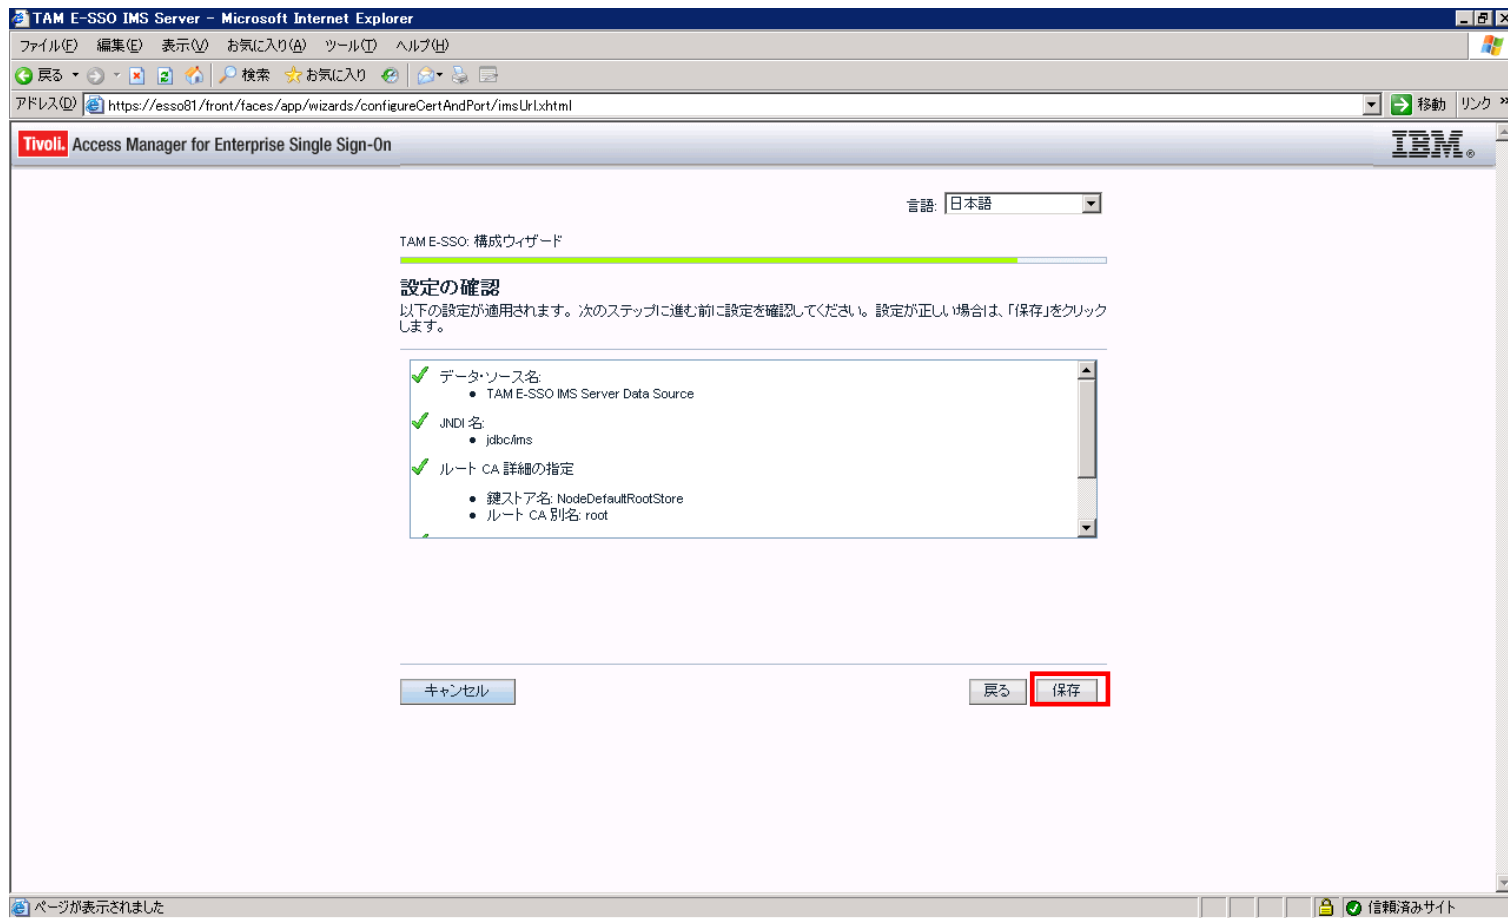 TAM E-SSO IMS Server - Microsoft Internet Explorer
ファイル(F) 編集(E) 表示(V) お気に入り(A) ツール(T) ヘルプ(H)
戻る 検索 お気に入り
アドレス(D) https://esso81/front/faces/app/wizards/configureCertAndPort/imsUrl.xhtml 移動 リンク »
Tivoli. Access Manager for Enterprise Single Sign-On IBM®
言語: 日本語
TAM E-SSO: 構成ウィザード
設定の確認
以下の設定が適用されます。次のステップに進む前に設定を確認してください。設定が正しい場合は、「保存」をクリック
します。
データ・ソース名:
• TAM E-SSO IMS Server Data Source
JNDI 名:
• jdbc/ims
ルート CA 詳細の指定
• 鍵ストア名: NodeDefaultRootStore
• ルート CA 別名: root
キャンセル 戻る 保存
ページが表示されました 信頼済みサイト